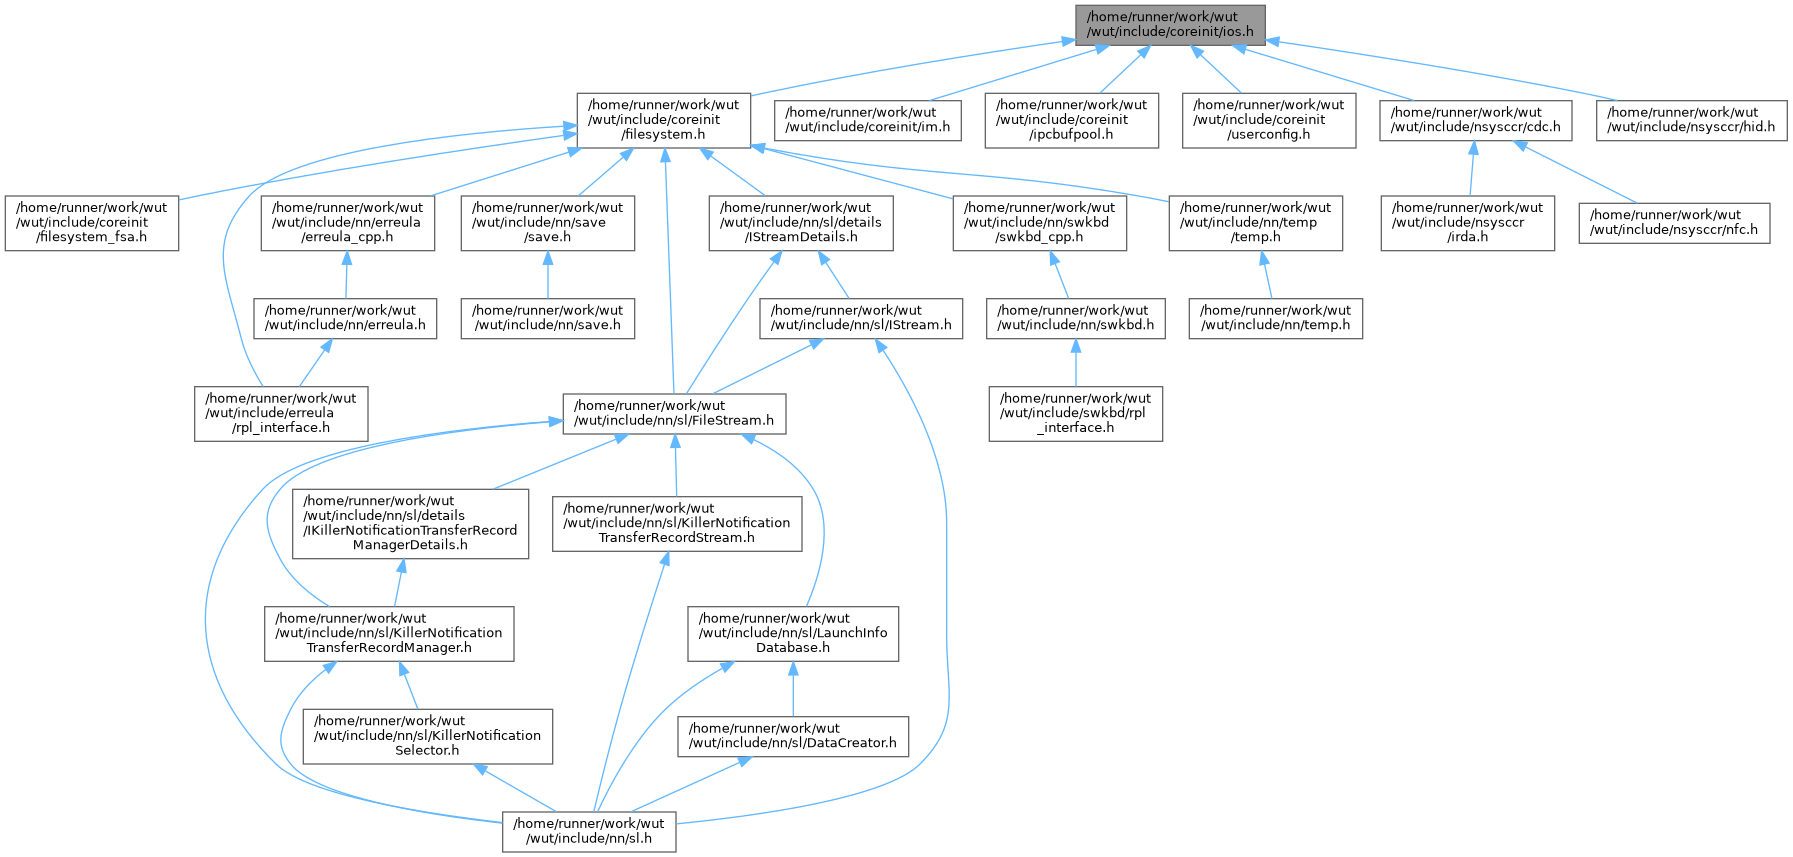 /home/runner/work/wut
/wut/include/coreinit/ios.h
/home/runner/work/wut
/wut/include/coreinit
/filesystem.h
/home/runner/work/wut
/wut/include/coreinit/im.h
/home/runner/work/wut
/wut/include/coreinit
/ipcbufpool.h
/home/runner/work/wut
/wut/include/coreinit
/userconfig.h
/home/runner/work/wut
/wut/include/nsysccr/cdc.h
/home/runner/work/wut
/wut/include/nsysccr/hid.h
/home/runner/work/wut
/wut/include/coreinit
/filesystem_fsa.h
/home/runner/work/wut
/wut/include/nn/erreula
/erreula_cpp.h
/home/runner/work/wut
/wut/include/nn/save
/save.h
/home/runner/work/wut
/wut/include/nn/sl/details
/IStreamDetails.h
/home/runner/work/wut
/wut/include/nn/swkbd
/swkbd_cpp.h
/home/runner/work/wut
/wut/include/nn/temp
/temp.h
/home/runner/work/wut
/wut/include/nsysccr
/irda.h
/home/runner/work/wut
/wut/include/nsysccr/nfc.h
/home/runner/work/wut
/wut/include/nn/erreula.h
/home/runner/work/wut
/wut/include/nn/save.h
/home/runner/work/wut
/wut/include/nn/sl/IStream.h
/home/runner/work/wut
/wut/include/nn/swkbd.h
/home/runner/work/wut
/wut/include/nn/temp.h
/home/runner/work/wut
/wut/include/erreula
/rpl_interface.h
/home/runner/work/wut
/wut/include/nn/sl/FileStream.h
/home/runner/work/wut
/wut/include/swkbd/rpl
_interface.h
/home/runner/work/wut
/wut/include/nn/sl/details
/IKillerNotificationTransferRecord
ManagerDetails.h
/home/runner/work/wut
/wut/include/nn/sl/KillerNotification
TransferRecordStream.h
/home/runner/work/wut
/wut/include/nn/sl/KillerNotification
TransferRecordManager.h
/home/runner/work/wut
/wut/include/nn/sl/LaunchInfo
Database.h
/home/runner/work/wut
/wut/include/nn/sl/KillerNotification
Selector.h
/home/runner/work/wut
/wut/include/nn/sl/DataCreator.h
/home/runner/work/wut
/wut/include/nn/sl.h